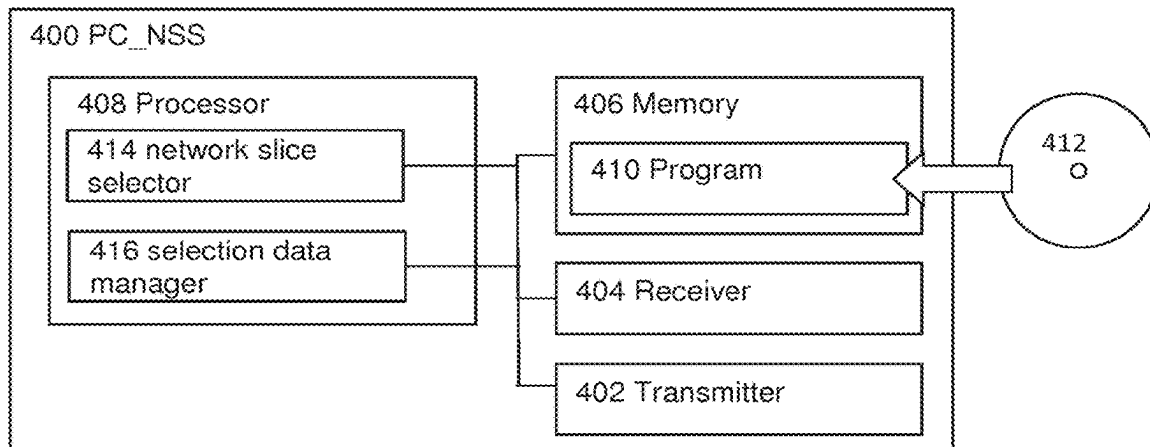 400 PC_NSS
408 Processor
414 network slice
selector
416 selection data
manager
406 Memory
410 Program
404 Receiver
402 Transmitter
412